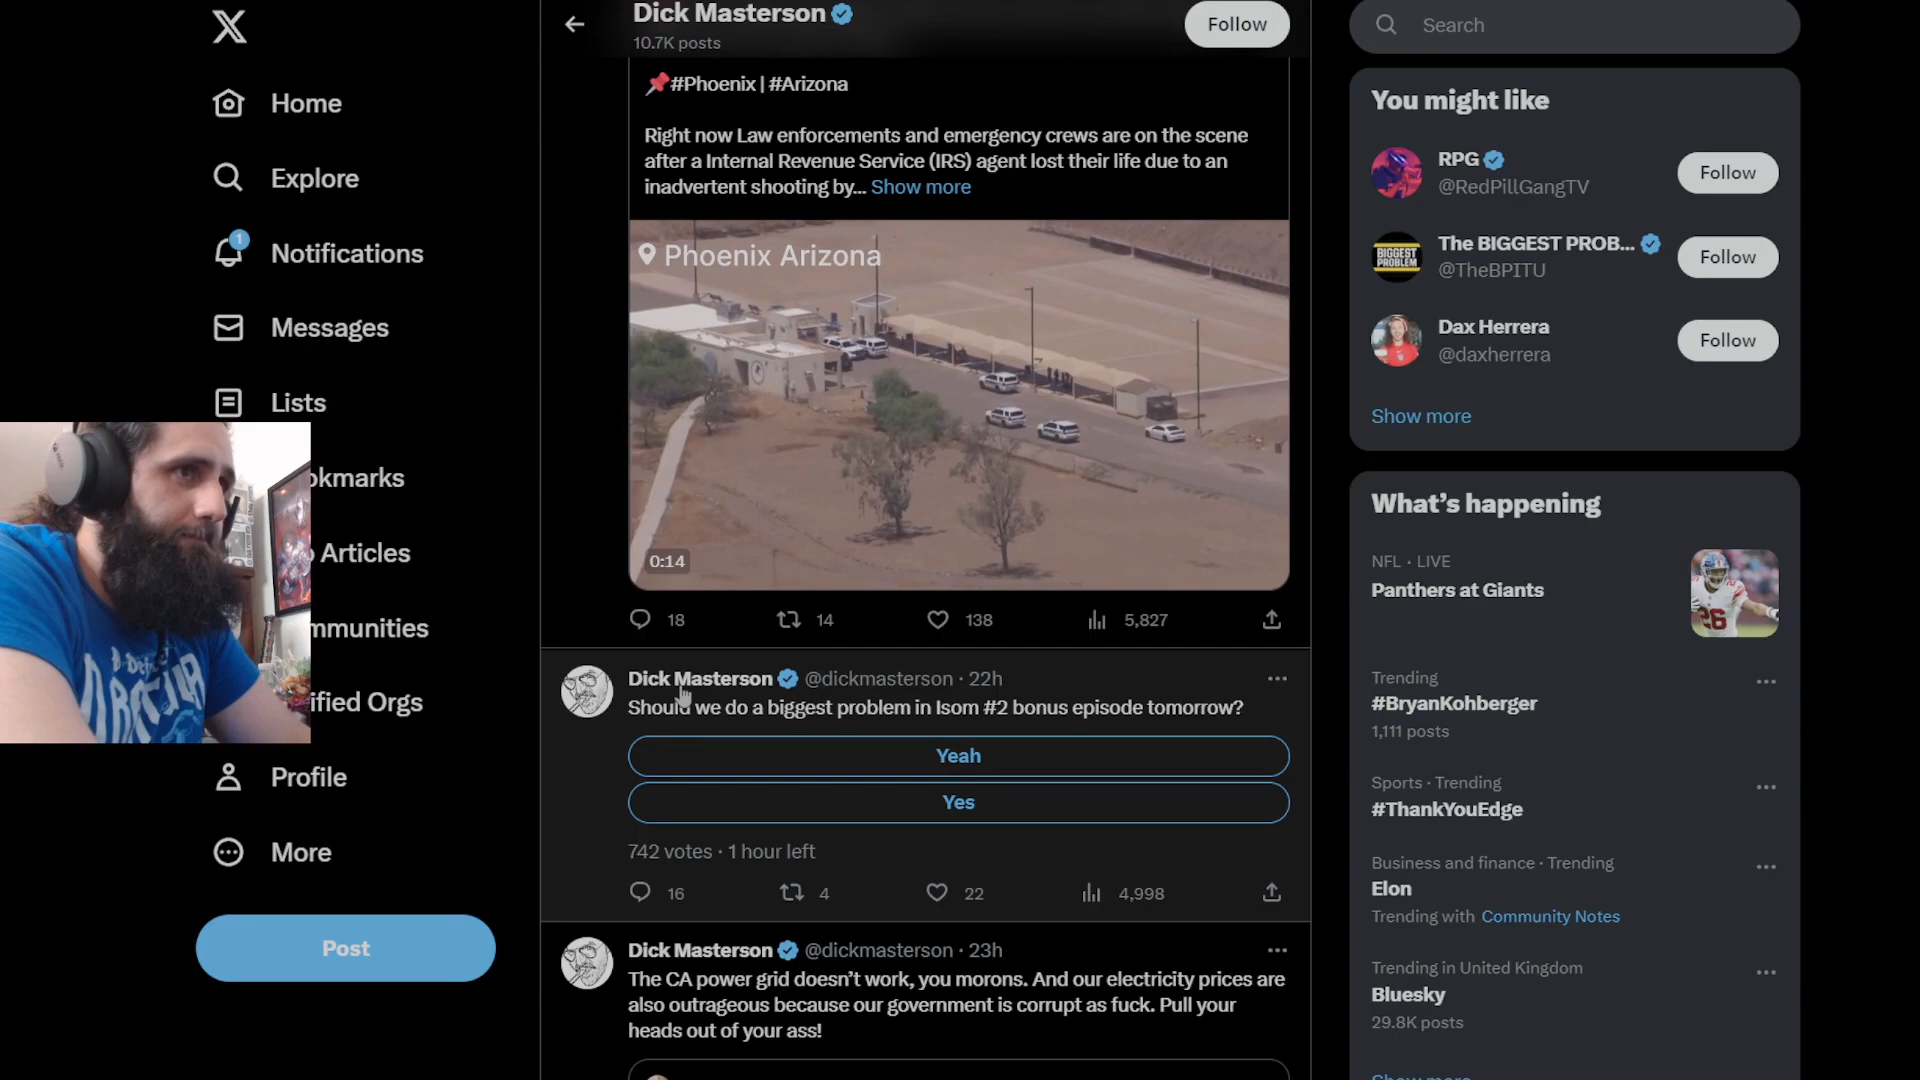 Home
Explore
1
Notifications
Messages
Lists
okmarks
Articles
mmunities
ified Orgs
Profile
More
Post
Dick Masterson
10.7K posts
Follow
#Phoenix | #Arizona
Right now Law enforcements and emergency crews are on the scene
after a Internal Revenue Service (IRS) agent lost their life due to an
inadvertent shooting by... Show more
Phoenix Arizona
0:14
18 14 138 5,827
Dick Masterson @dickmasterson · 22h
Should we do a biggest problem in Isom #2 bonus episode tomorrow?
Yeah
Yes
742 votes · 1 hour left
16 4 22 4,998
Dick Masterson @dickmasterson · 23h
The CA power grid doesn’t work, you morons. And our electricity prices are
also outrageous because our government is corrupt as fuck. Pull your
heads out of your ass!
Search
You might like
RPG
@RedPillGangTV
Follow
BIGGEST
PROBLEM
The BIGGEST PROB...
@TheBPITU
Follow
Dax Herrera
@daxherrera
Follow
Show more
What’s happening
NFL · LIVE
Panthers at Giants
26
Trending
#BryanKohberger
1,111 posts
Sports · Trending
#ThankYouEdge
Business and finance · Trending
Elon
Trending with Community Notes
Trending in United Kingdom
Bluesky
29.8K posts
Show more